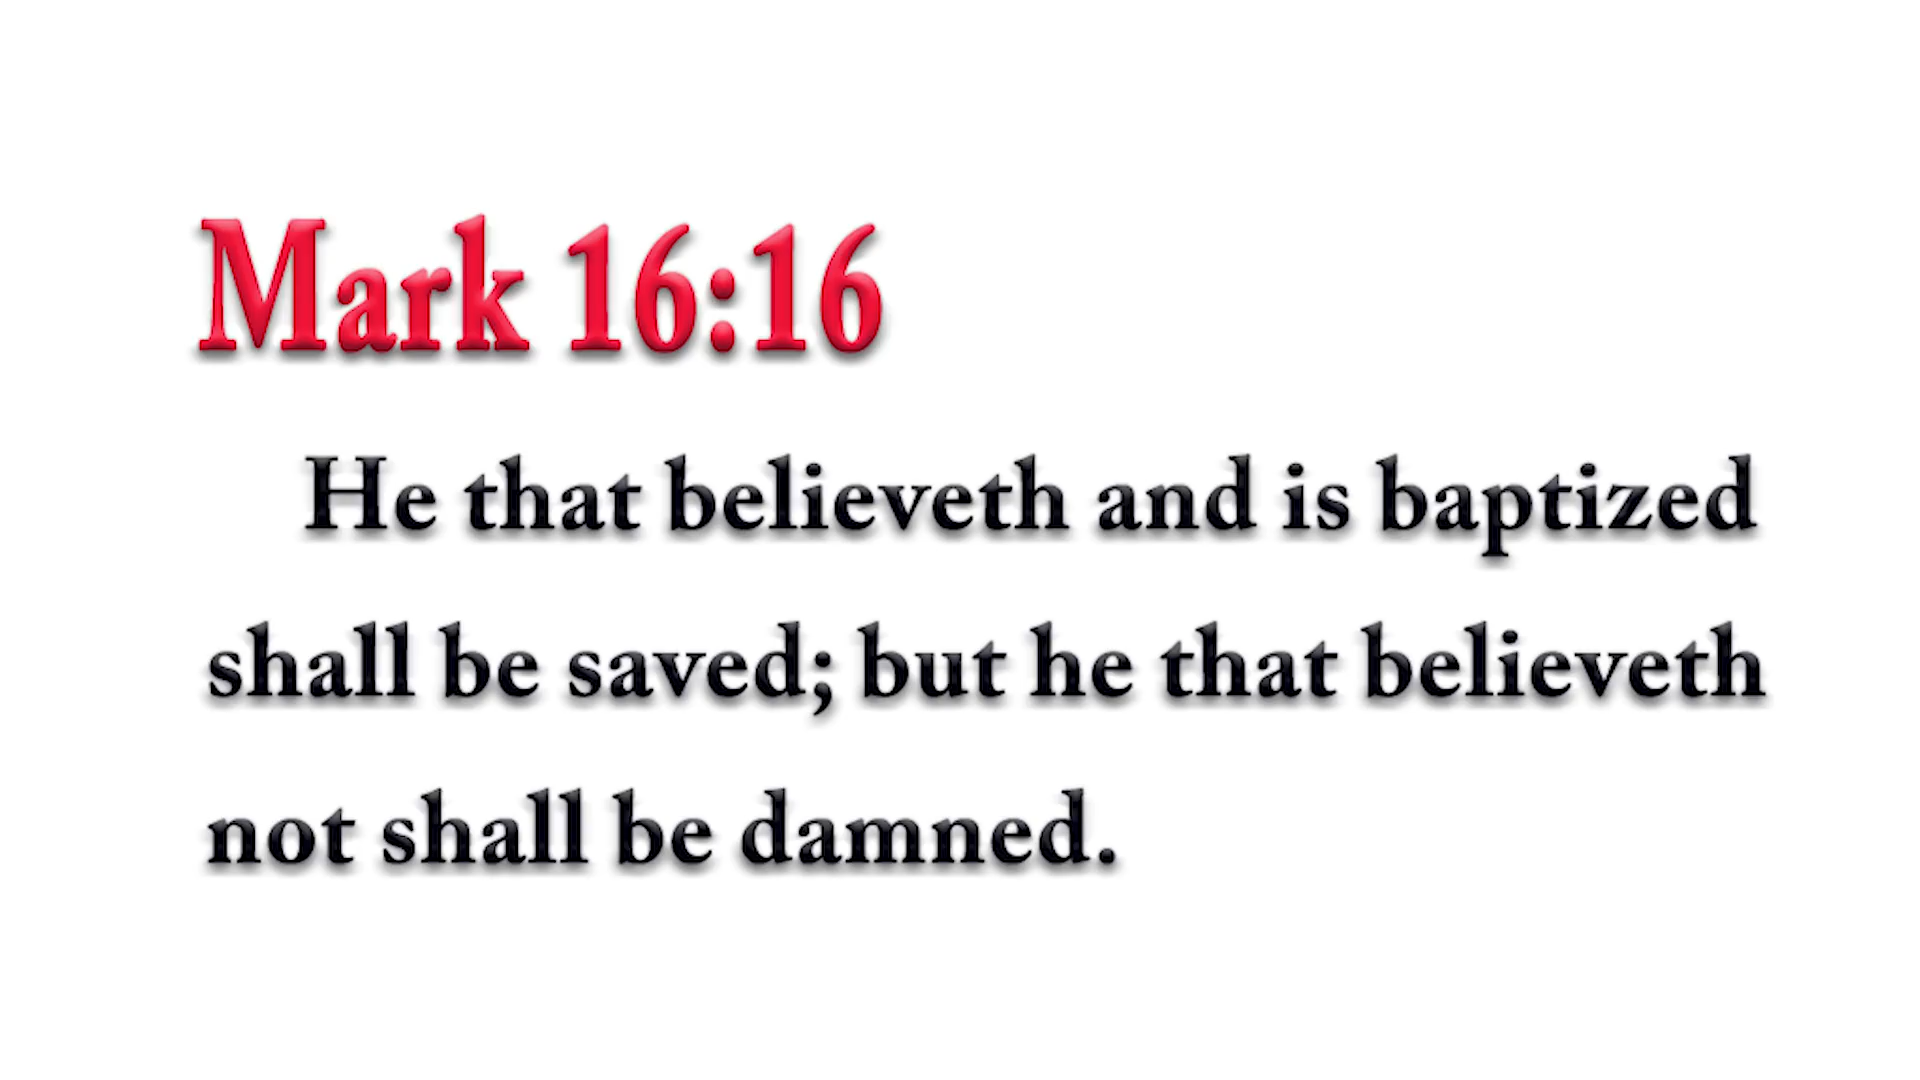 Mark 16:16
He that believeth and is baptized
shall be saved; but he that believeth
not shall be damned.